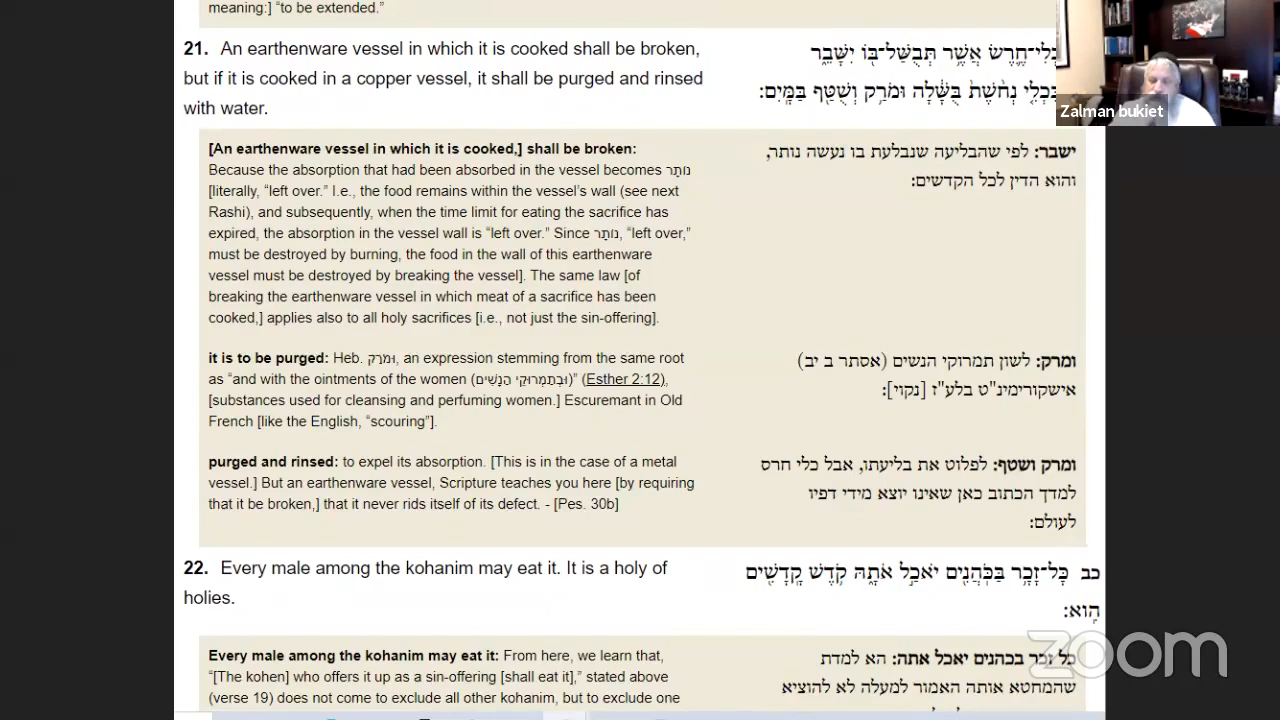 meaning:] “to be extended.”
21. An earthenware vessel in which it is cooked shall be broken,
but if it is cooked in a copper vessel, it shall be purged and rinsed
with water.
כְלִי־חֶ֛רֶשׂ אֲשֶׁ֥ר תְּבֻשַּׁל־בּ֖וֹ יִשָּׁבֵ֑ר
בִּכְלִ֤י נְחֹ֙שֶׁת֙ בֻּשָּׁ֔לָה וּמֹרַ֥ק וְשֻׁטַּ֖ף בַּמָּֽיִם:
Zalman bukiet
[An earthenware vessel in which it is cooked,] shall be broken:
Because the absorption that had been absorbed in the vessel becomes נוֹתָר
[literally, “left over.” I.e., the food remains within the vessel’s wall (see next
Rashi), and subsequently, when the time limit for eating the sacrifice has
expired, the absorption in the vessel wall is “left over.” Since נוֹתָר, “left over,”
must be destroyed by burning, the food in the wall of this earthenware
vessel must be destroyed by breaking the vessel]. The same law [of
breaking the earthenware vessel in which meat of a sacrifice has been
cooked,] applies also to all holy sacrifices [i.e., not just the sin-offering].
ישבר: לפי שהבליעה שנבלעת בו נעשה נותר,
והוא הדין לכל הקדשים:
it is to be purged: Heb. וּמֹרַק, an expression stemming from the same root
as “and with the ointments of the women (וּבְתַמְרוּקֵי הַנָּשִׁים)” (Esther 2:12),
[substances used for cleansing and perfuming women.] Escuremant in Old
French [like the English, “scouring”].
ומרק: לשון תמרוקי הנשים (אסתר ב יב)
אישקורימינ"ט בלע"ז [נקוי]:
purged and rinsed: to expel its absorption. [This is in the case of a metal
vessel.] But an earthenware vessel, Scripture teaches you here [by requiring
that it be broken,] that it never rids itself of its defect. - [Pes. 30b]
ומרק ושטף: לפלוט את בליעתו, אבל כלי חרס
למדך הכתוב כאן שאינו יוצא מידי דפיו
לעולם:
22. Every male among the kohanim may eat it. It is a holy of
holies.
כב כָּל־זָכָ֥ר בַּכֹּֽהֲנִ֖ים יֹאכַ֣ל אֹתָ֑הּ קֹ֥דֶשׁ קָֽדָשִׁ֖ים
הִֽוא:
Every male among the kohanim may eat it: From here, we learn that,
“[The kohen] who offers it up as a sin-offering [shall eat it],” stated above
(verse 19) does not come to exclude all other kohanim, but to exclude one
כל זכר בכהנים יאכל אתה: הא למדת
שהמחטא אותה האמור למעלה לא להוציא
zoom